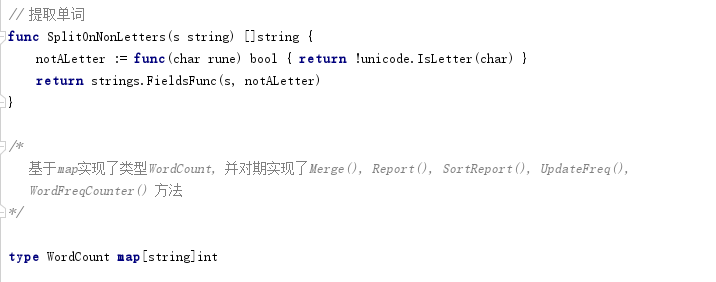 // 提取单词
func SplitOnNonLetters(s string) []string {
    notALetter := func(char rune) bool { return !unicode.IsLetter(char) }
    return strings.FieldsFunc(s, notALetter)
}
/*
    基于map实现了类型WordCount, 并对期实现了Merge(), Report(), SortReport(), UpdateFreq(),
    WordFreqCounter() 方法
*/
type WordCount map[string]int